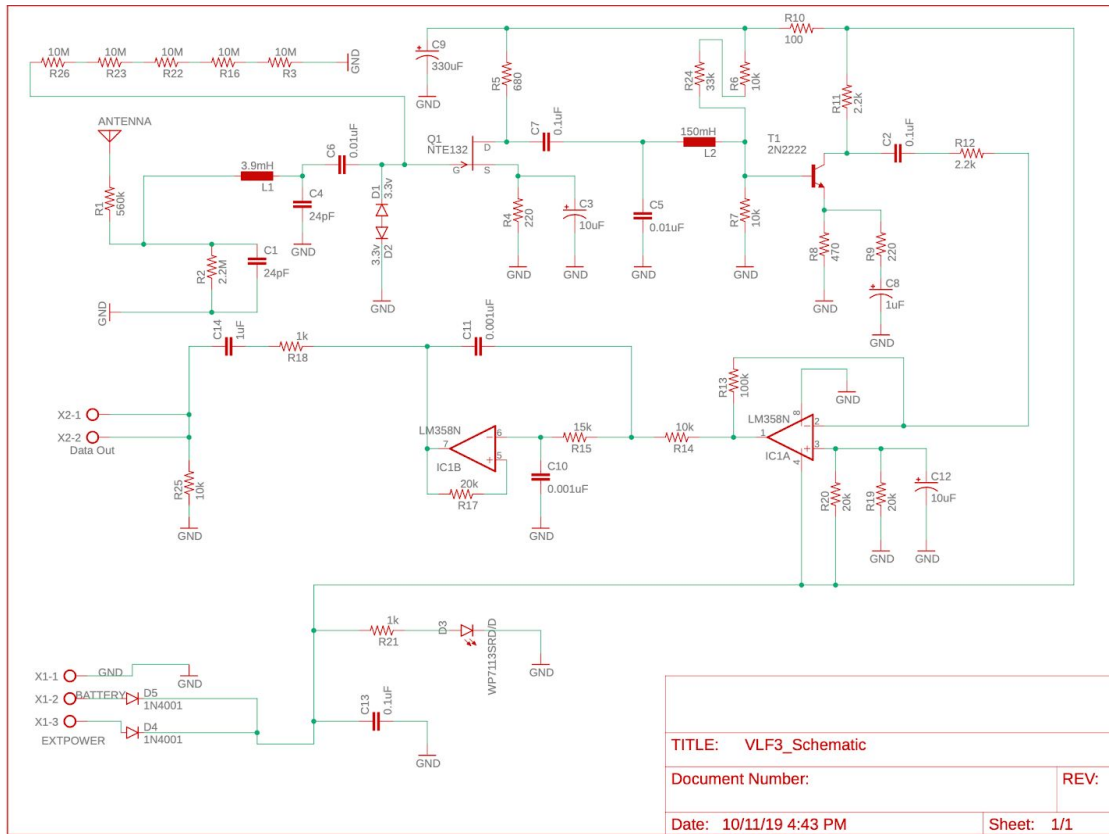 10M
R26
10M
R23
10M
R22
10M
R16
10M
R3
GND
C9
330uF
GND
R5
680
R24
33k
R6
10k
R10
100
R11
2.2k
ANTENNA
R1
560k
3.9mH
L1
C6
0.01uF
C4
24pF
GND
D1
3.3v
3.3v
D2
GND
Q1
NTE132
D
G
S
C7
0.1uF
R4
220
GND
C3
10uF
GND
150mH
L2
C5
0.01uF
GND
R7
10k
GND
T1
2N2222
C2
0.1uF
R12
2.2k
R8
470
GND
R9
220
C8
1uF
GND
R2
2.2M
C1
24pF
GND
C14
1uF
1k
R18
C11
0.001uF
X2-1
X2-2
Data Out
R25
10k
GND
LM358N
7
6
5
IC1B
20k
R17
C10
0.001uF
GND
15k
R15
10k
R14
R13
100k
GND
LM358N
8
1
2
3
4
IC1A
R20
20k
R19
20k
GND
C12
10uF
GND
1k
R21
D3
WP7113SRD/D
GND
X1-1
GND
GND
X1-2
BATTERY
D5
1N4001
X1-3
EXTPOWER
D4
1N4001
C13
0.1uF
GND
TITLE: VLF3_Schematic
Document Number:
REV:
Date: 10/11/19 4:43 PM
Sheet: 1/1